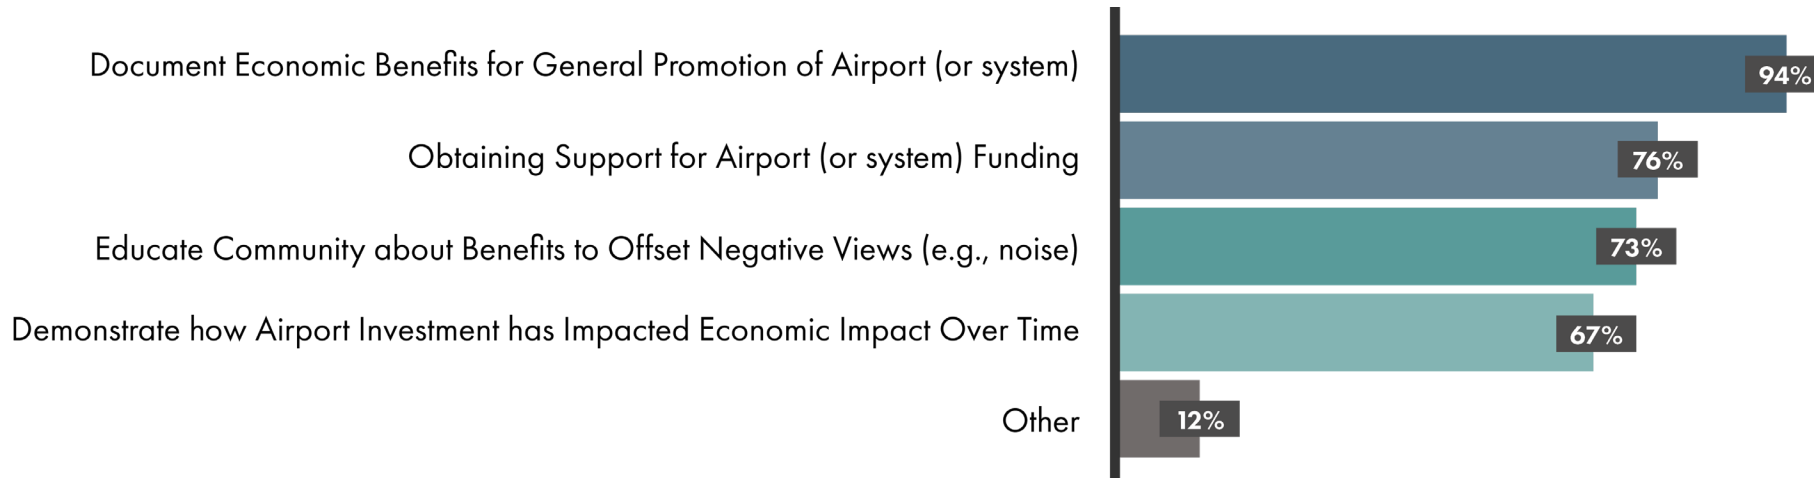 Document Economic Benefits for General Promotion of Airport (or system)
94%
Obtaining Support for Airport (or system) Funding
76%
Educate Community about Benefits to Offset Negative Views (e.g., noise)
73%
Demonstrate how Airport Investment has Impacted Economic Impact Over Time
67%
Other
12%